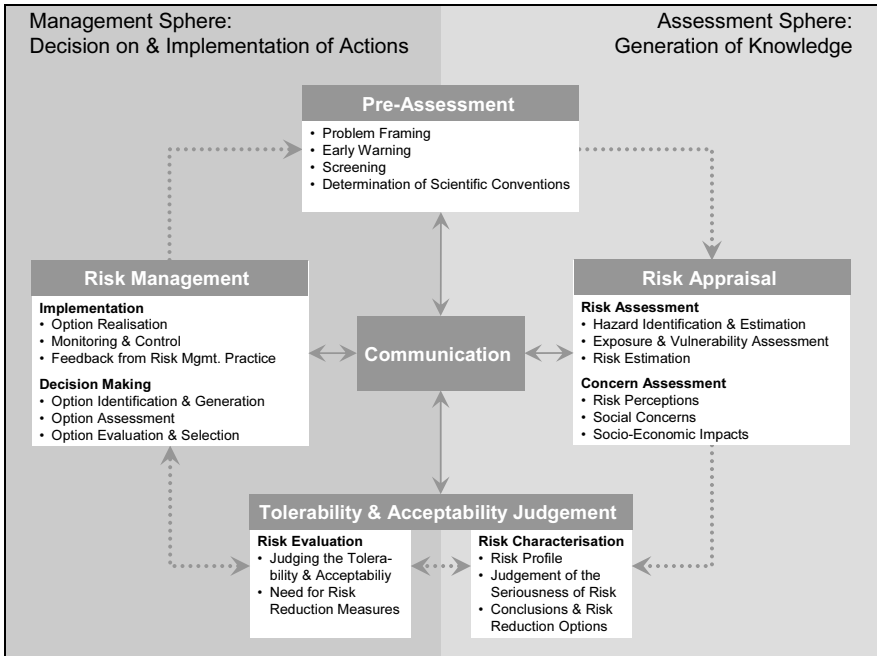 Management Sphere:
Decision on & Implementation of Actions
Assessment Sphere:
Generation of Knowledge
Pre-Assessment
• Problem Framing
• Early Warning
• Screening
• Determination of Scientific Conventions
Risk Management
Implementation
• Option Realisation
• Monitoring & Control
• Feedback from Risk Mgmt. Practice
Decision Making
• Option Identification & Generation
• Option Assessment
• Option Evaluation & Selection
Communication
Risk Appraisal
Risk Assessment
• Hazard Identification & Estimation
• Exposure & Vulnerability Assessment
• Risk Estimation
Concern Assessment
• Risk Perceptions
• Social Concerns
• Socio-Economic Impacts
Tolerability & Acceptability Judgement
Risk Evaluation
• Judging the Tolera-
bility & Acceptabiliy
• Need for Risk
Reduction Measures
Risk Characterisation
• Risk Profile
• Judgement of the
Seriousness of Risk
• Conclusions & Risk
Reduction Options